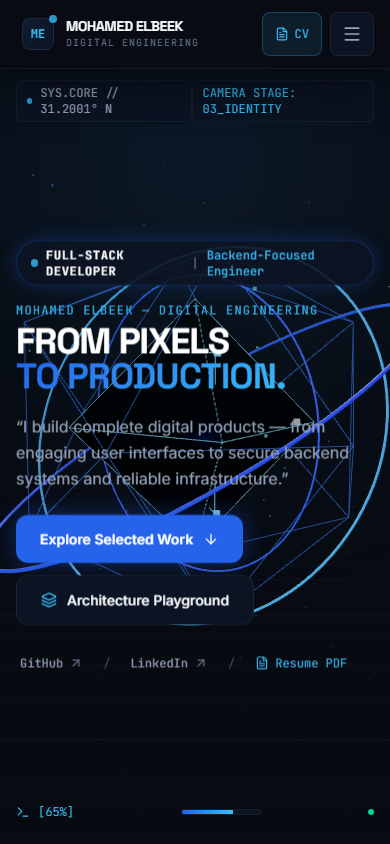 ME
MOHAMED ELBEEK
DIGITAL ENGINEERING
CV
SYS.CORE //
31.2001° N
CAMERA STAGE:
03_IDENTITY
FULL-STACK
DEVELOPER
|
Backend-Focused
Engineer
MOHAMED ELBEEK — DIGITAL ENGINEERING
FROM PIXELS
TO PRODUCTION.
“I build complete digital products — from
engaging user interfaces to secure backend
systems and reliable infrastructure.”
Explore Selected Work ↓
Architecture Playground
GitHub ↗ / LinkedIn ↗ / Resume PDF
>_ [65%]